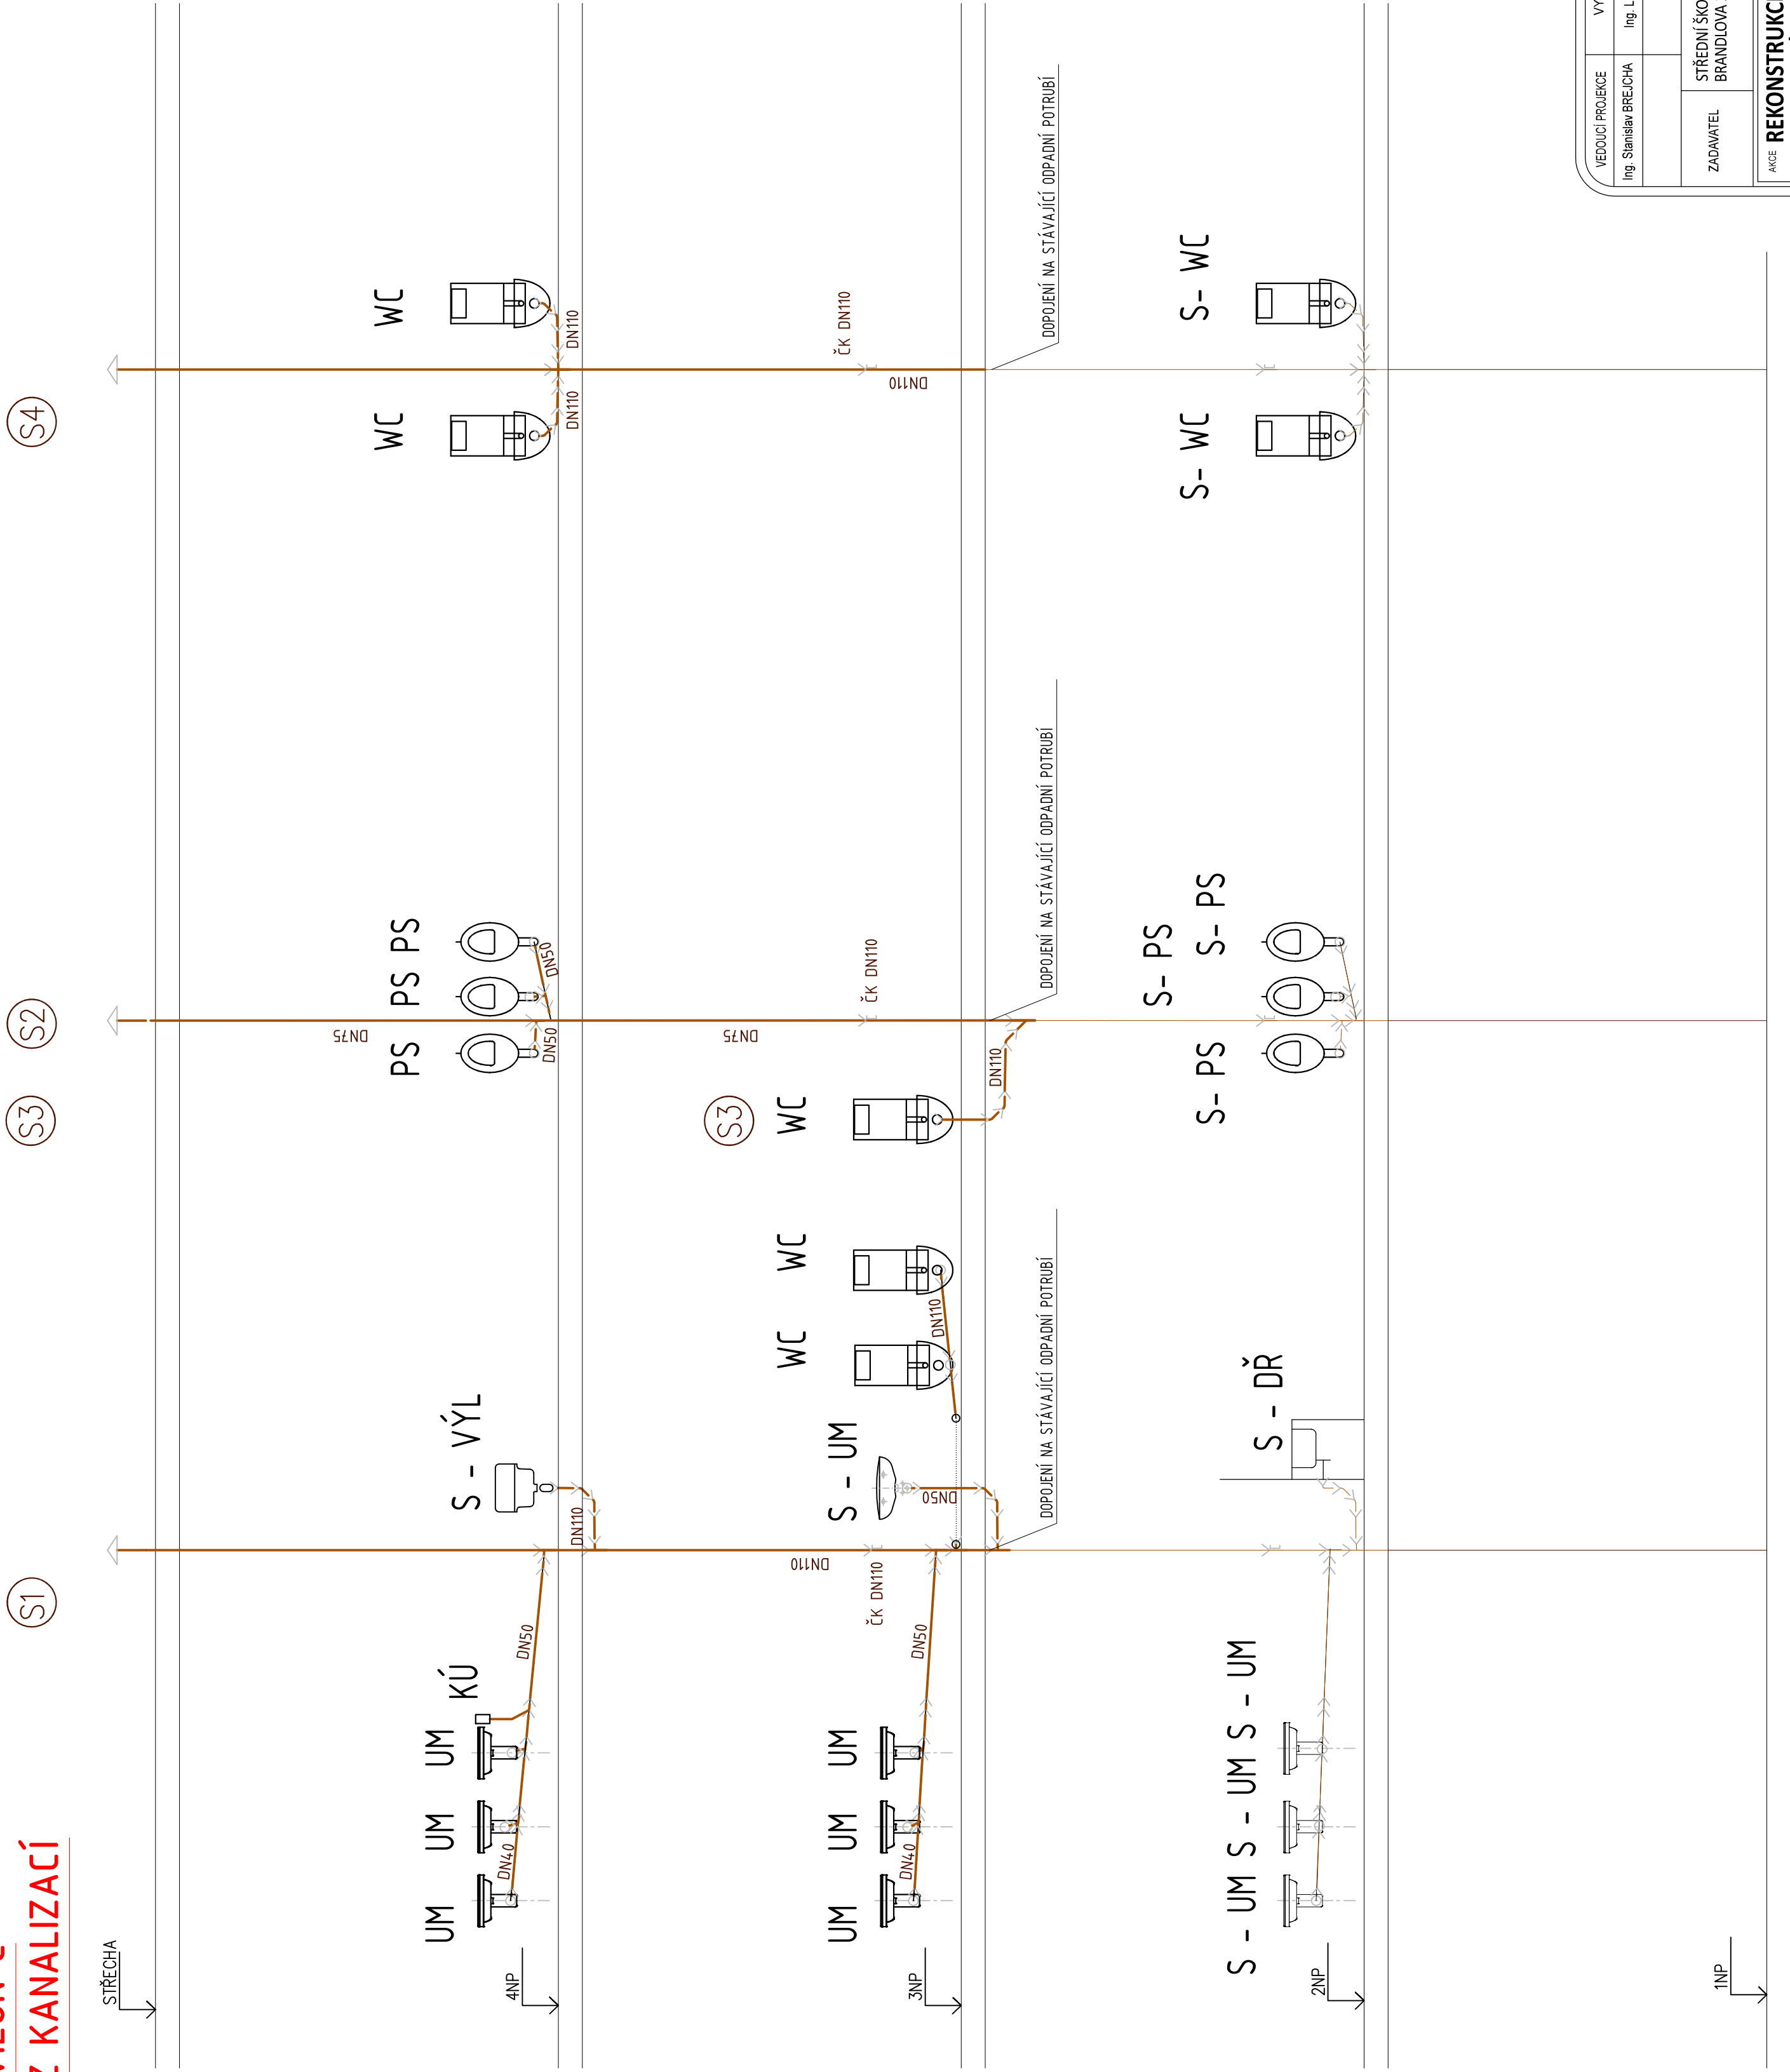 Z KANALIZACÍ
S1
S3
S2
S4
STŘECHA
DN75
UM
UM
UM
KÚ
S - VÝL
PS
PS
PS
WC
WC
4NP
DN40
DN50
DN110
DN50
DN50
DN110
DN110
S3
DN75
UM
UM
UM
S - UM
WC
WC
WC
DN110
ČK DN110
ČK DN110
ČK DN110
DN110
3NP
DN40
DN50
DN50
DN110
DN110
DOPOJENÍ NA STÁVAJÍCÍ ODPADNÍ POTRUBÍ
DOPOJENÍ NA STÁVAJÍCÍ ODPADNÍ POTRUBÍ
DOPOJENÍ NA STÁVAJÍCÍ ODPADNÍ POTRUBÍ
S - UM S - UM S - UM
S - DŘ
S- PS
S- PS
S- PS
S- WC
S- WC
2NP
1NP
VEDOUCÍ PROJEKCE
Ing. Stanislav BREJCHA
Ing. L
ZADAVATEL
STŘEDNÍ ŠKO
BRANDLOVA
AKCE REKONSTRUKC